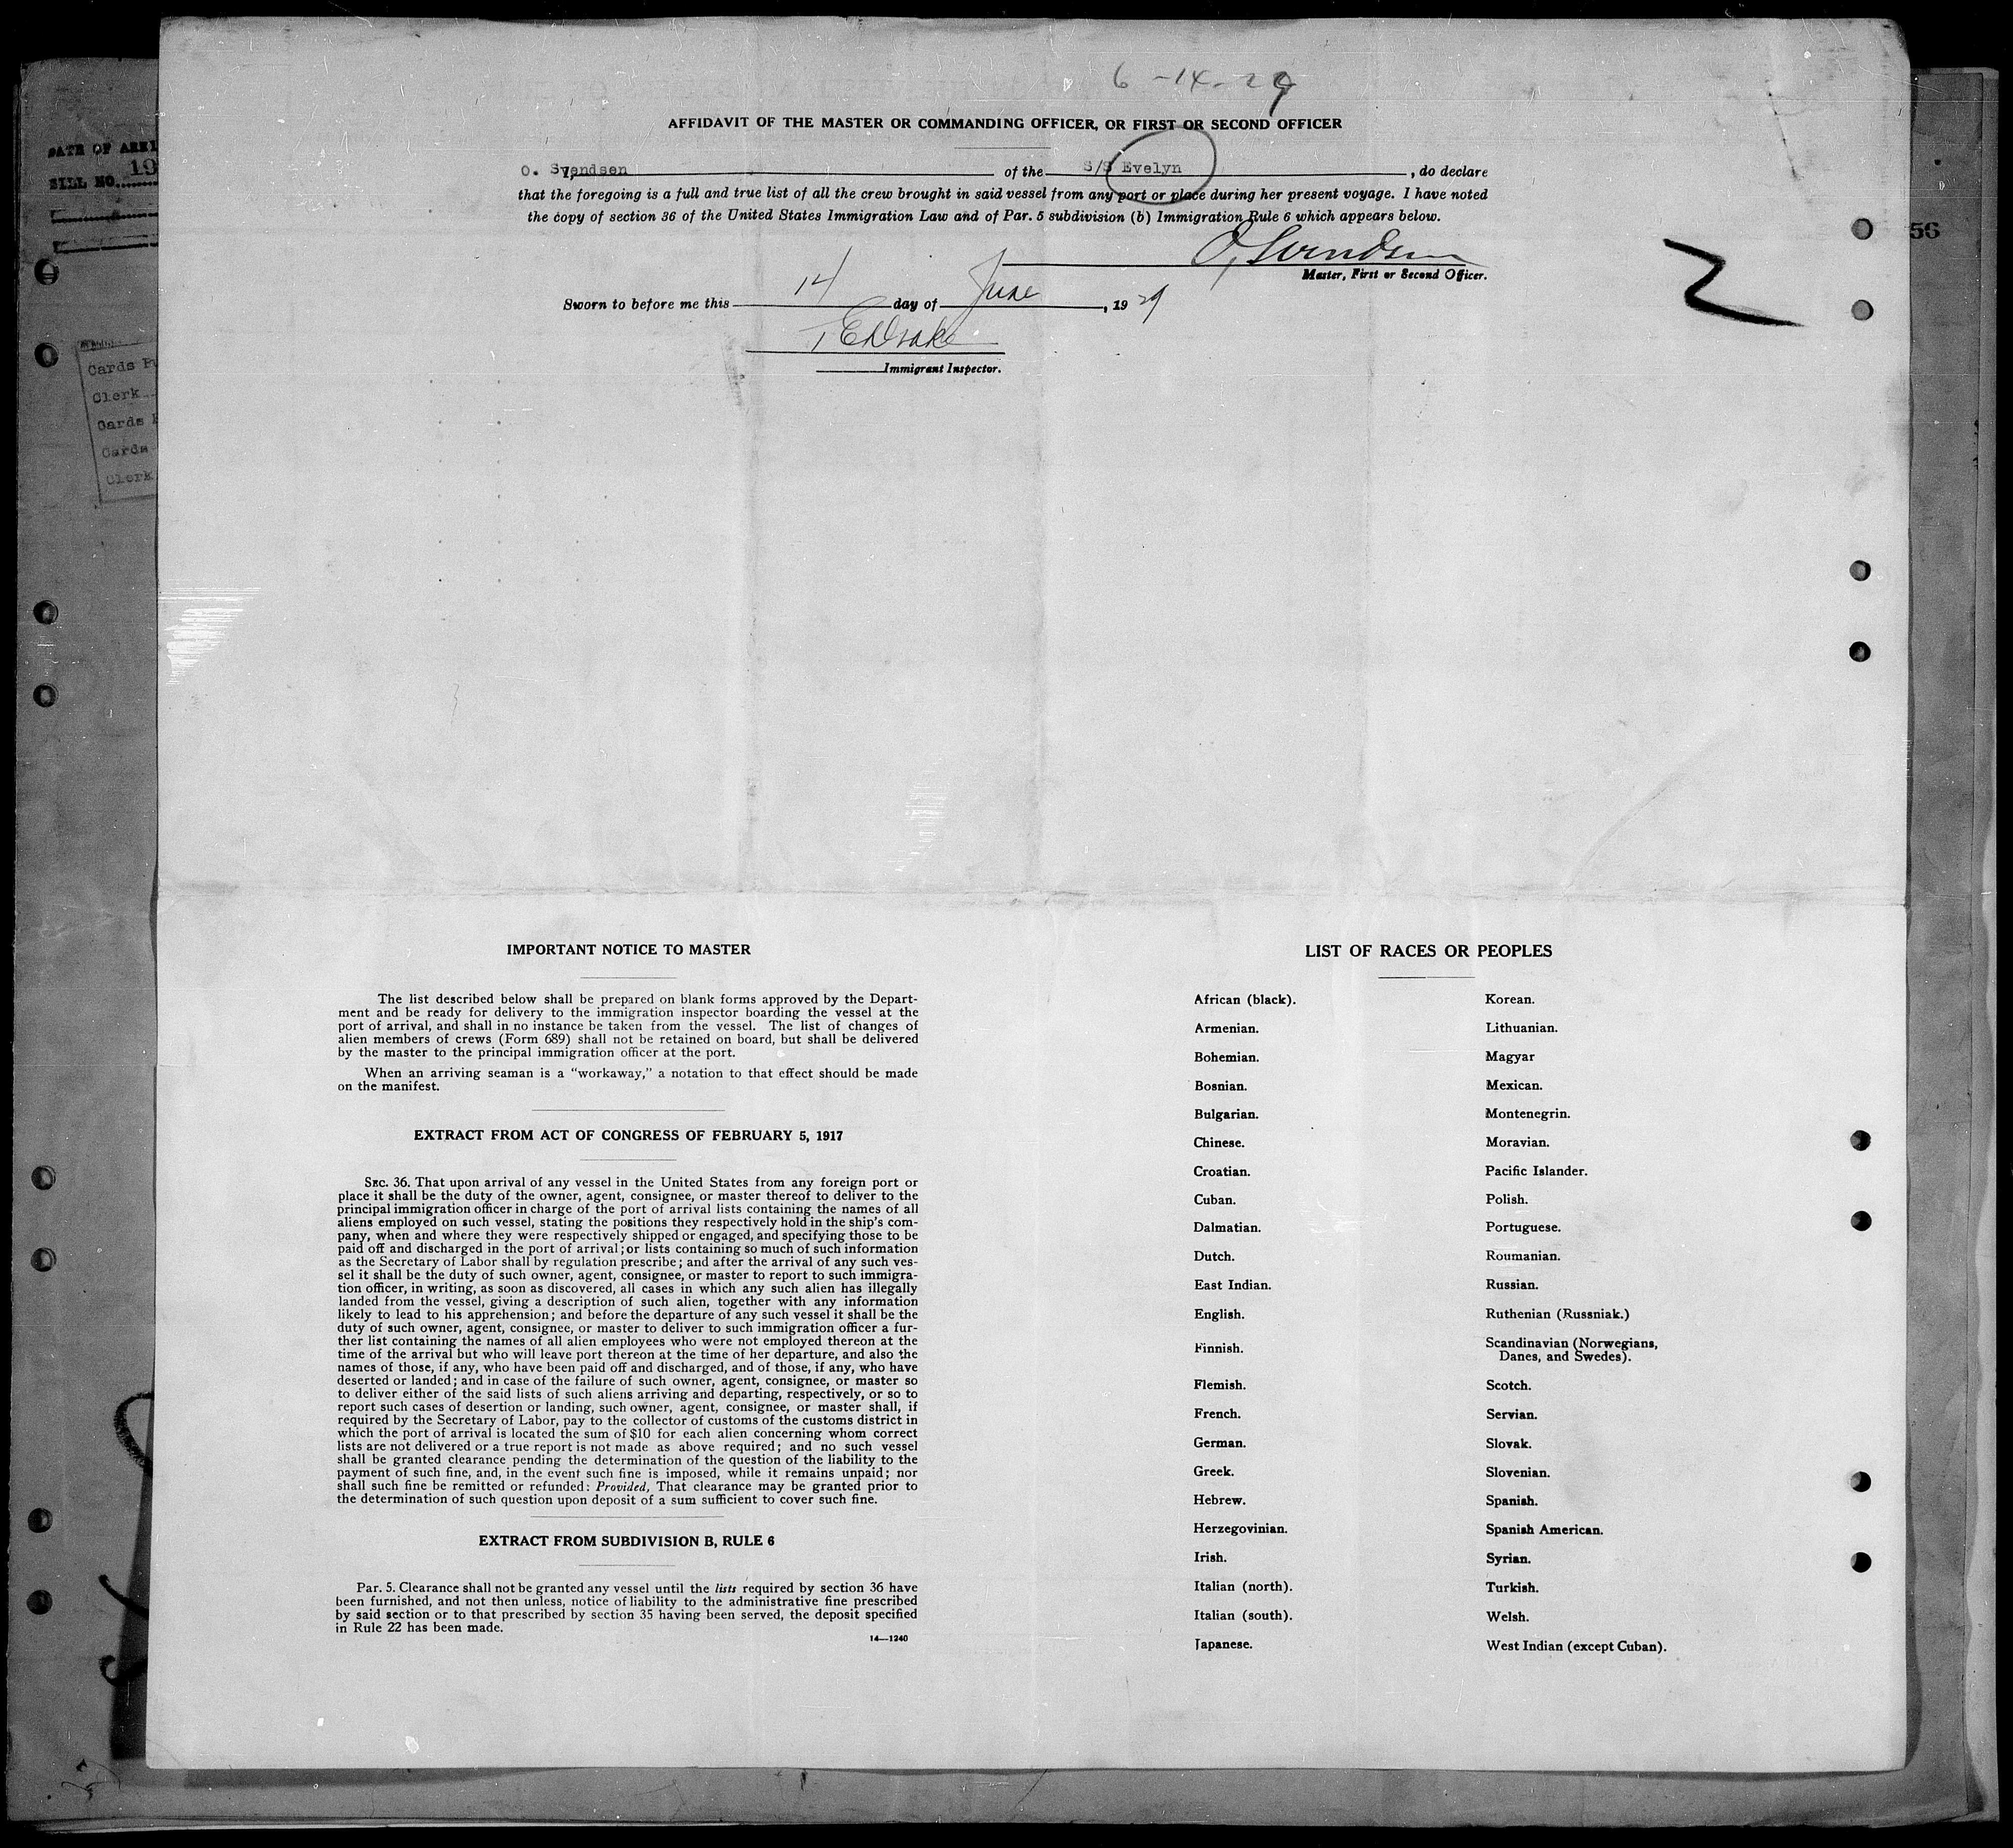 6-14-29
AFFIDAVIT OF THE MASTER OR COMMANDING OFFICER, OR FIRST OR SECOND OFFICER
I, O. Svendsen of the S/S Evelyn, do declare
that the foregoing is a full and true list of all the crew brought in said vessel from any port or place during her present voyage. I have noted
the copy of section 36 of the United States Immigration Law and of Par. 5 subdivision (b) Immigration Rule 6 which appears below.
O, Svendsen
Master, First or Second Officer.
Sworn to before me this 14 day of June, 1929
Drake
Immigrant Inspector.
DATE OF ARRI
BILL NO. 19
56
Cards
Clerk
Cards
Cards
Clerk
IMPORTANT NOTICE TO MASTER
The list described below shall be prepared on blank forms approved by the Depart-
ment and be ready for delivery to the immigration inspector boarding the vessel at the
port of arrival, and shall in no instance be taken from the vessel. The list of changes of
alien members of crews (Form 689) shall not be retained on board, but shall be delivered
by the master to the principal immigration officer at the port.
When an arriving seaman is a "workaway," a notation to that effect should be made
on the manifest.
EXTRACT FROM ACT OF CONGRESS OF FEBRUARY 5, 1917
SEC. 36. That upon arrival of any vessel in the United States from any foreign port or
place it shall be the duty of the owner, agent, consignee, or master thereof to deliver to the
principal immigration officer in charge of the port of arrival lists containing the names of all
aliens employed on such vessel, stating the positions they respectively hold in the ship's com-
pany, when and where they were respectively shipped or engaged, and specifying those to be
paid off and discharged in the port of arrival; or lists containing so much of such information
as the Secretary of Labor shall by regulation prescribe; and after the arrival of any such ves-
sel it shall be the duty of such owner, agent, consignee, or master to report to such immigra-
tion officer, in writing, as soon as discovered, all cases in which any such alien has illegally
landed from the vessel, giving a description of such alien, together with any information
likely to lead to his apprehension; and before the departure of any such vessel it shall be the
duty of such owner, agent, consignee, or master to deliver to such immigration officer a fur-
ther list containing the names of all alien employees who were not employed thereon at the
time of the arrival but who will leave port thereon at the time of her departure, and also the
names of those, if any, who have been paid off and discharged, and of those, if any, who have
deserted or landed; and in case of the failure of such owner, agent, consignee, or master so
to deliver either of the said lists of such aliens arriving and departing, respectively, or so to
report such cases of desertion or landing, such owner, agent, consignee, or master shall, if
required by the Secretary of Labor, pay to the collector of customs of the customs district in
which the port of arrival is located the sum of $10 for each alien concerning whom correct
lists are not delivered or a true report is not made as above required; and no such vessel
shall be granted clearance pending the determination of the question of the liability to the
payment of such fine, and, in the event such fine is imposed, while it remains unpaid; nor
shall such fine be remitted or refunded: Provided, That clearance may be granted prior to
the determination of such question upon deposit of a sum sufficient to cover such fine.
EXTRACT FROM SUBDIVISION B, RULE 6
Par. 5. Clearance shall not be granted any vessel until the lists required by section 36 have
been furnished, and not then unless, notice of liability to the administrative fine prescribed
by said section or to that prescribed by section 35 having been served, the deposit specified
in Rule 22 has been made.
14—1240
LIST OF RACES OR PEOPLES
African (black).
Armenian.
Bohemian.
Bosnian.
Bulgarian.
Chinese.
Croatian.
Cuban.
Dalmatian.
Dutch.
East Indian.
English.
Finnish.
Flemish.
French.
German.
Greek.
Hebrew.
Herzegovinian.
Irish.
Italian (north).
Italian (south).
Japanese.
Korean.
Lithuanian.
Magyar
Mexican.
Montenegrin.
Moravian.
Pacific Islander.
Polish.
Portuguese.
Roumanian.
Russian.
Ruthenian (Russniak.)
Scandinavian (Norwegians,
Danes, and Swedes).
Scotch.
Servian.
Slovak.
Slovenian.
Spanish.
Spanish American.
Syrian.
Turkish.
Welsh.
West Indian (except Cuban).